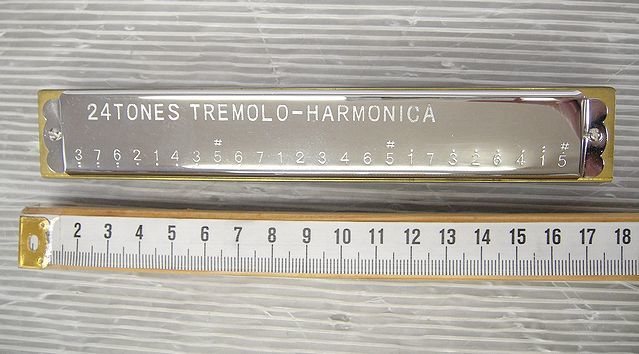 24TONES TREMOLO-HARMONICA
# # #
3 7 6 2 1 4 3 5 6 7 1 2 3 4 6 5 1 7 3 2 6 4 1 5
2 3 4 5 6 7 8 9 10 11 12 13 14 15 16 17 18